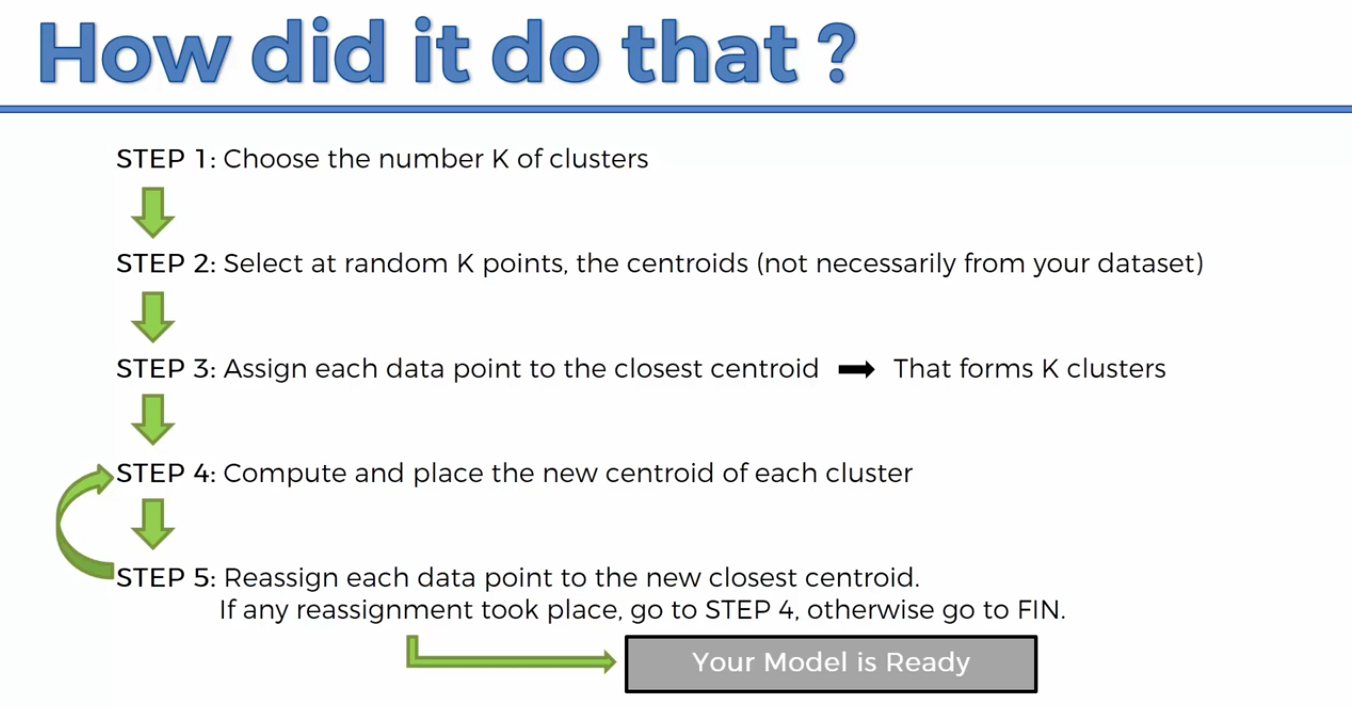 How did it do that ?
STEP 1: Choose the number K of clusters
STEP 2: Select at random K points, the centroids (not necessarily from your dataset)
STEP 3: Assign each data point to the closest centroid ➡ That forms K clusters
STEP 4: Compute and place the new centroid of each cluster
STEP 5: Reassign each data point to the new closest centroid.
If any reassignment took place, go to STEP 4, otherwise go to FIN.
Your Model is Ready